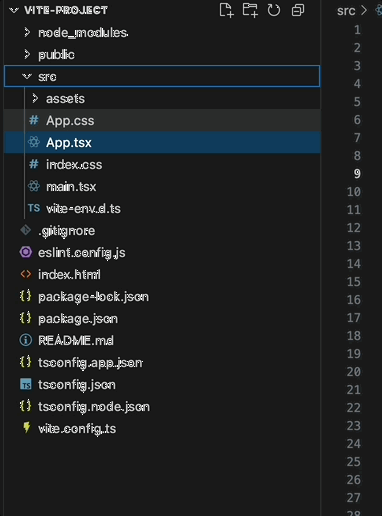 VITE-PROJECT
node_modules
public
src
assets
# App.css
App.tsx
# index.css
main.tsx
TS vite-env.d.ts
.gitignore
eslint.config.js
<> index.html
{} package-lock.json
{} package.json
README.md
{} tsconfig.app.json
TS tsconfig.json
{} tsconfig.node.json
vite.config.ts
src >
1
2
3
4
5
6
7
8
9
10
11
12
13
14
15
16
17
18
19
20
21
22
23
24
25
26
27
28